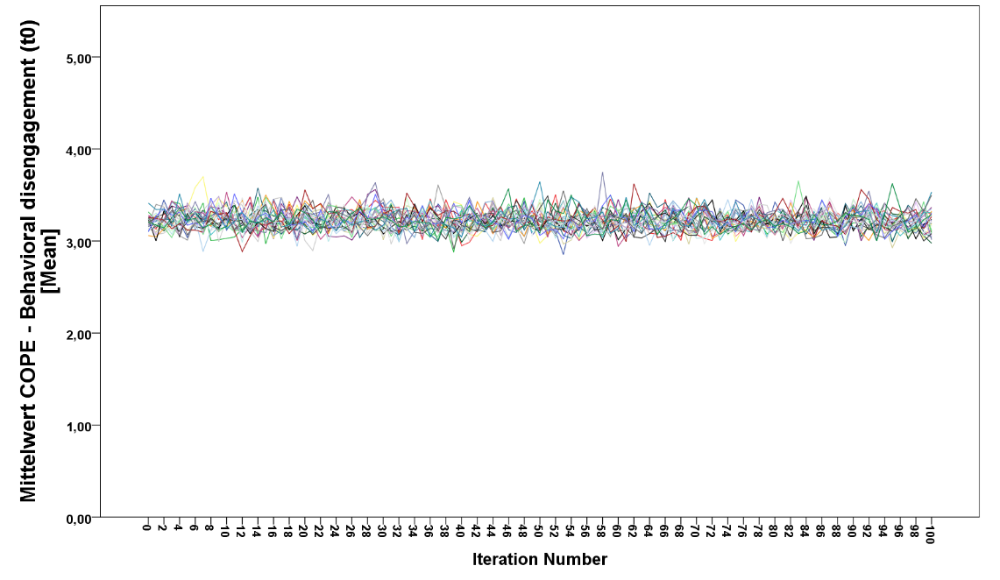 Mittelwert COPE - Behavioral disengagement (t0)
[Mean]
5,00
4,00
3,00
2,00
1,00
0,00
0 2 4 6 8 10 12 14 16 18 20 22 24 26 28 30 32 34 36 38 40 42 44 46 48 50 52 54 56 58 60 62 64 66 68 70 72 74 76 78 80 82 84 86 88 90 92 94 96 98 100
Iteration Number